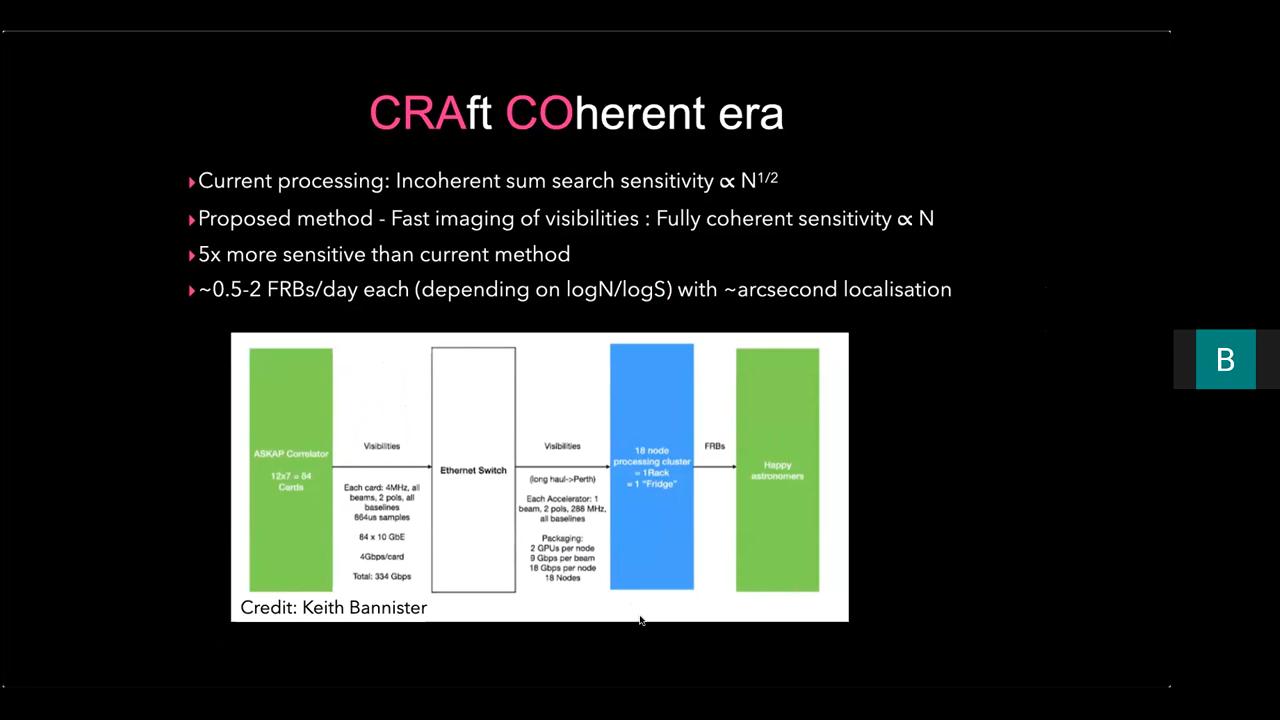 CRAft COherent era
Current processing: Incoherent sum search sensitivity ∝ N1/2
Proposed method - Fast imaging of visibilities : Fully coherent sensitivity ∝ N
5x more sensitive than current method
~0.5-2 FRBs/day each (depending on logN/logS) with ~arcsecond localisation
ASKAP Correlator
12x7 = 84
Cards
Visibilities
Each card: 4MHz, all
beams, 2 pols, all
baselines
864us samples
84 x 10 GbE
4Gbps/card
Total: 334 Gbps
Ethernet Switch
Visibilities
(long haul->Perth)
Each Accelerator: 1
beam, 2 pols, 288 MHz,
all baselines
Packaging:
2 GPUs per node
9 Gbps per beam
18 Gbps per node
18 Nodes
18 node
processing cluster
= 1Rack
= 1 "Fridge"
FRBs
Happy
astronomers
Credit: Keith Bannister
B